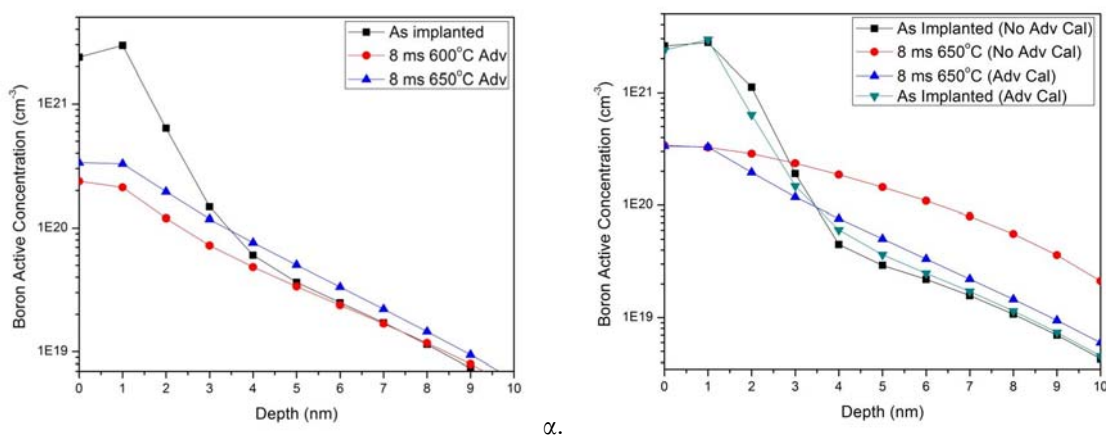 As implanted
8 ms 600°C Adv
8 ms 650°C Adv
1E21
1E20
1E19
Boron Active Concentration (cm-3)
0 1 2 3 4 5 6 7 8 9 10
Depth (nm)
α.
As Implanted (No Adv Cal)
8 ms 650°C (No Adv Cal)
8 ms 650°C (Adv Cal)
As Implanted (Adv Cal)
1E21
1E20
1E19
Boron Active Concentration (cm-3)
0 1 2 3 4 5 6 7 8 9 10
Depth (nm)